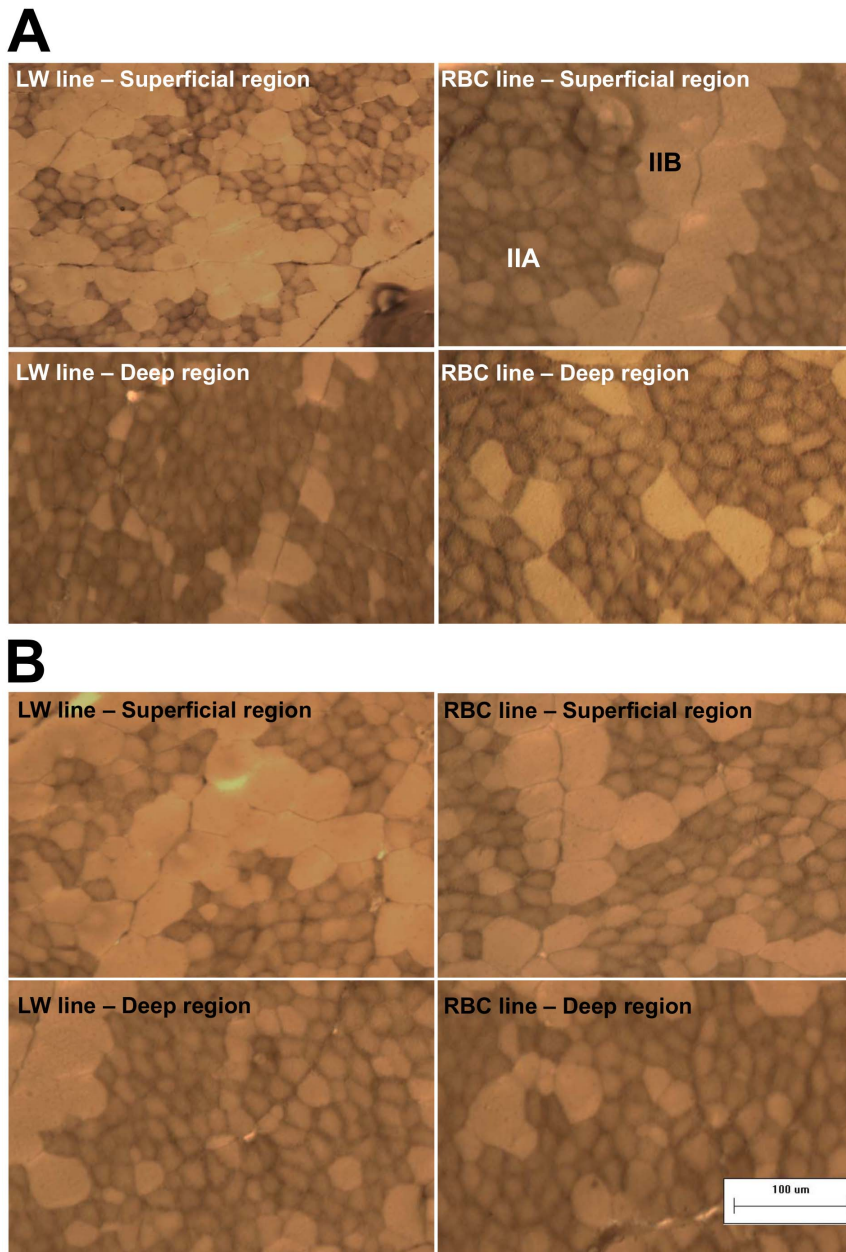 A
LW line – Superficial region
RBC line – Superficial region
IIB
IIA
LW line – Deep region
RBC line – Deep region
B
LW line – Superficial region
RBC line – Superficial region
LW line – Deep region
RBC line – Deep region
100 um